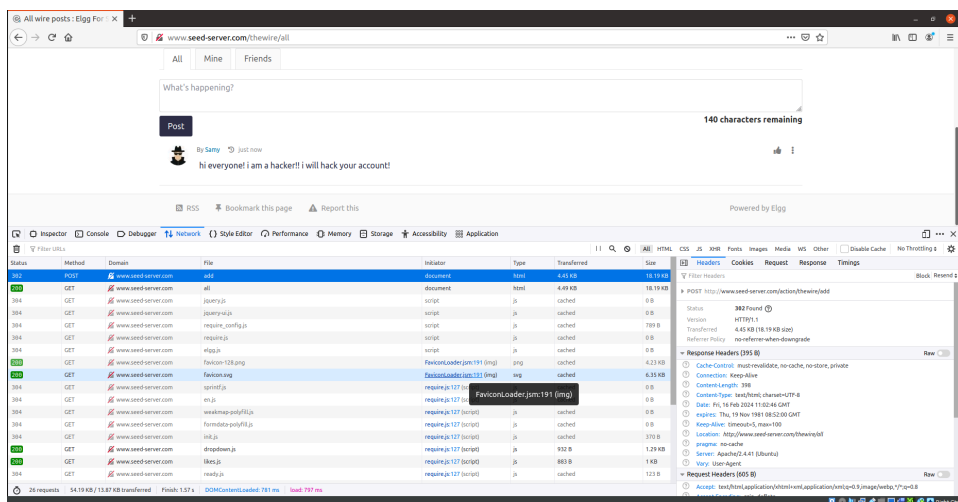 All wire posts : Elgg For S
www.seed-server.com/thewire/all
All Mine Friends
What's happening?
Post
140 characters remaining
By Samy just now
hi everyone! i am a hacker!! i will hack your account!
RSS Bookmark this page Report this Powered by Elgg
Inspector Console Debugger Network Style Editor Performance Memory Storage Accessibility Application
Filter URLs
All HTML CSS JS XHR Fonts Images Media WS Other Disable Cache No Throttling
Status Method Domain File Initiator Type Transferred Size
302 POST www.seed-server.com add document html 4.45 KB 18.19 KB
200 GET www.seed-server.com all document html 4.49 KB 18.19 KB
304 GET www.seed-server.com jquery.js script js cached 0 B
304 GET www.seed-server.com jquery-ui.js script js cached 0 B
304 GET www.seed-server.com require_config.js script js cached 789 B
304 GET www.seed-server.com require.js script js cached 0 B
304 GET www.seed-server.com elgg.js script js cached 0 B
200 GET www.seed-server.com favicon-128.png FaviconLoader.jsm:191 (img) png cached 4.23 KB
200 GET www.seed-server.com favicon.svg FaviconLoader.jsm:191 (img) svg cached 6.35 KB
304 GET www.seed-server.com sprintf.js require.js:127 (script) js cached 0 B
FaviconLoader.jsm:191 (img)
304 GET www.seed-server.com en.js require.js:127 (script) js cached 0 B
304 GET www.seed-server.com weakmap-polyfill.js require.js:127 (script) js cached 0 B
304 GET www.seed-server.com formdata-polyfill.js require.js:127 (script) js cached 0 B
304 GET www.seed-server.com init.js require.js:127 (script) js cached 370 B
200 GET www.seed-server.com dropdown.js require.js:127 (script) js 932 B 1.29 KB
200 GET www.seed-server.com likes.js require.js:127 (script) js 883 B 1 KB
304 GET www.seed-server.com ready.js require.js:127 (script) js cached 123 B
26 requests 54.19 KB / 13.87 KB transferred Finish: 1.57 s DOMContentLoaded: 781 ms load: 797 ms
Headers Cookies Request Response Timings
Filter Headers Block Resend
POST http://www.seed-server.com/action/thewire/add
Status 302 Found
Version HTTP/1.1
Transferred 4.45 KB (18.19 KB size)
Referrer Policy no-referrer-when-downgrade
Response Headers (395 B) Raw
Cache-Control: must-revalidate, no-cache, no-store, private
Connection: Keep-Alive
Content-Length: 398
Content-Type: text/html; charset=UTF-8
Date: Fri, 16 Feb 2024 11:02:46 GMT
expires: Thu, 19 Nov 1981 08:52:00 GMT
Keep-Alive: timeout=5, max=100
Location: http://www.seed-server.com/thewire/all
pragma: no-cache
Server: Apache/2.4.41 (Ubuntu)
Vary: User-Agent
Request Headers (605 B) Raw
Accept: text/html,application/xhtml+xml,application/xml;q=0.9,image/webp,*/*;q=0.8